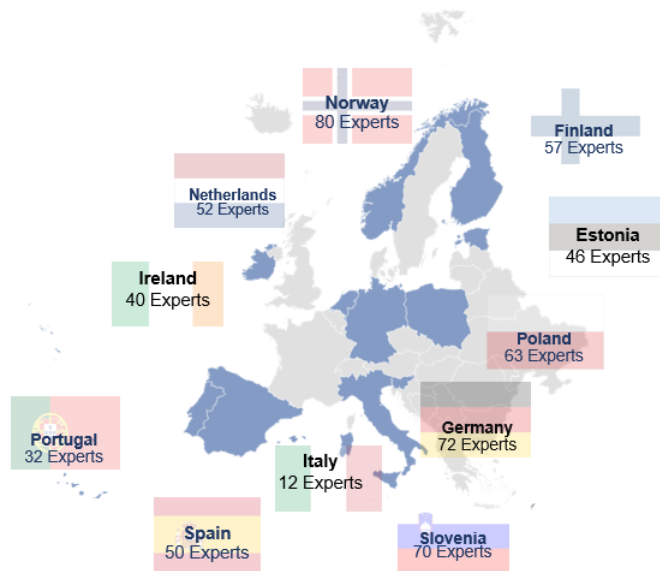 Norway
80 Experts
Finland
57 Experts
Netherlands
52 Experts
Estonia
46 Experts
Ireland
40 Experts
Poland
63 Experts
Portugal
32 Experts
Germany
72 Experts
Italy
12 Experts
Spain
50 Experts
Slovenia
70 Experts